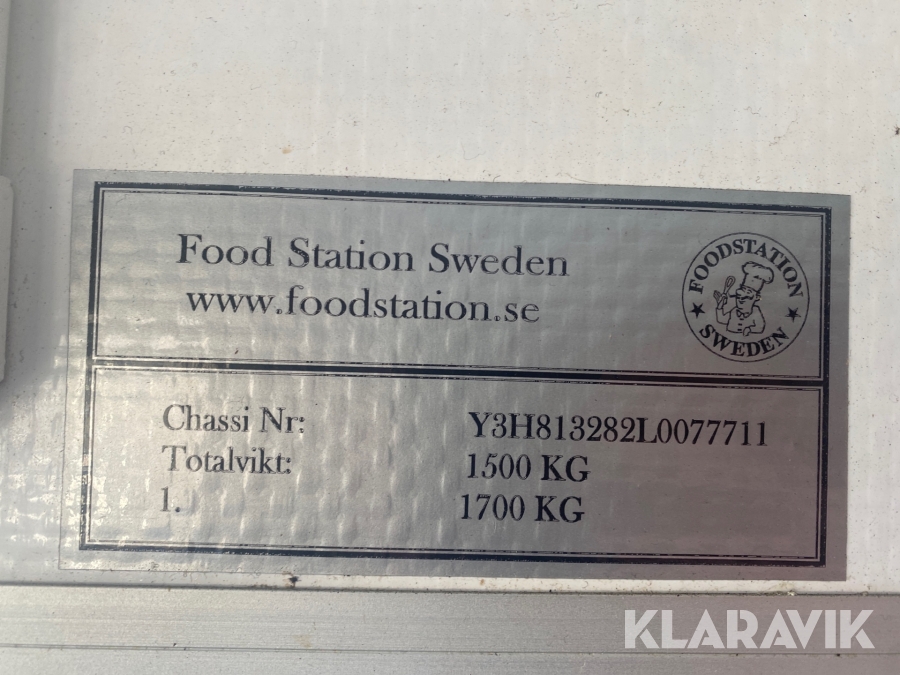 Food Station Sweden
www.foodstation.se
FOODSTATION
SWEDEN
Chassi Nr: Y3H813282L0077711
Totalvikt: 1500 KG
1. 1700 KG
KLARAVIK